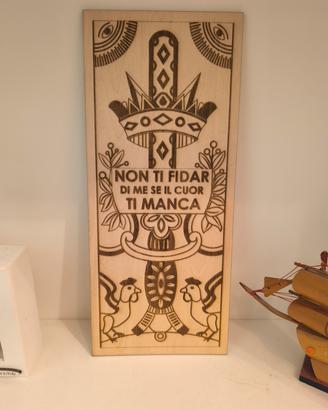 NON TI FIDAR
DI ME SE IL CUOR
TI MANCA